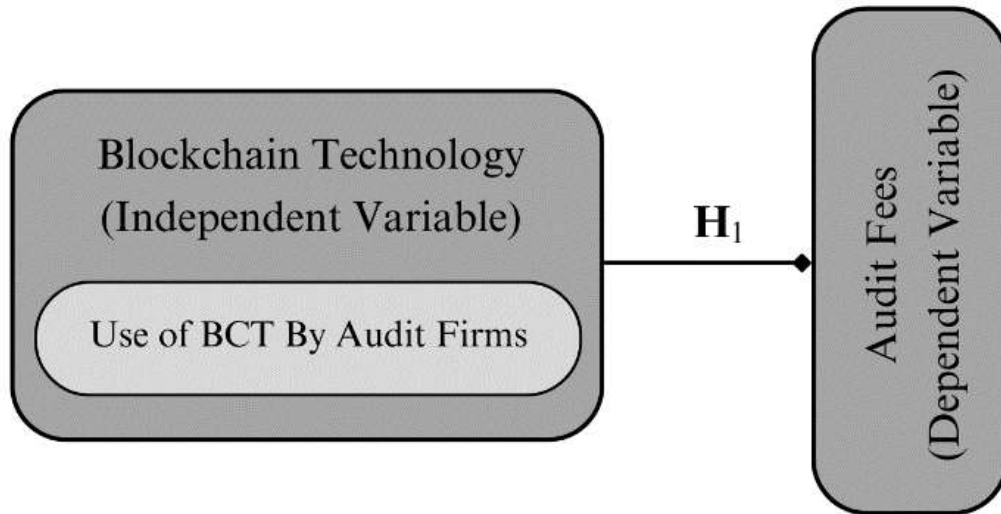 Blockchain Technology
(Independent Variable)
Use of BCT By Audit Firms
H₁
Audit Fees
(Dependent Variable)